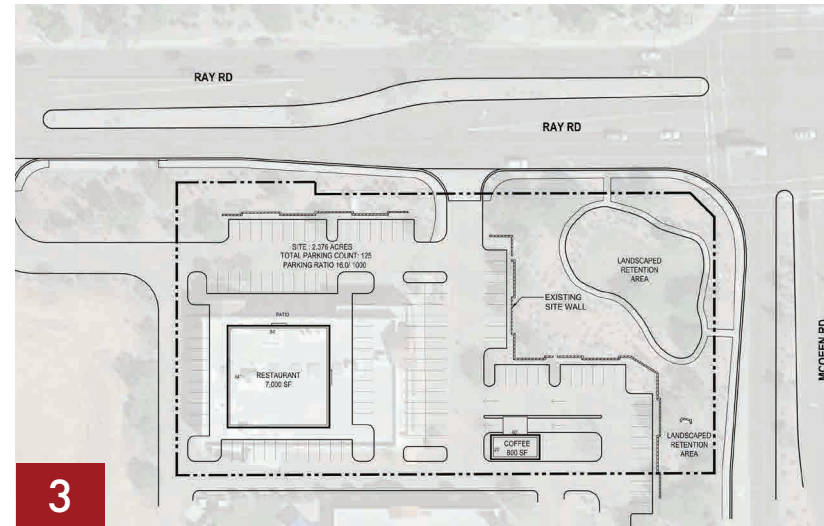 RAY RD
RAY RD
SITE : 2.376 ACRES
TOTAL PARKING COUNT: 125
PARKING RATIO 16.0/ 1000
LANDSCAPED
RETENTION
AREA
EXISTING
SITE WALL
PATIO
84'
RESTAURANT
7,000 SF
MCQEEN RD
COFFEE
800 SF
LANDSCAPED
RETENTION
AREA
3